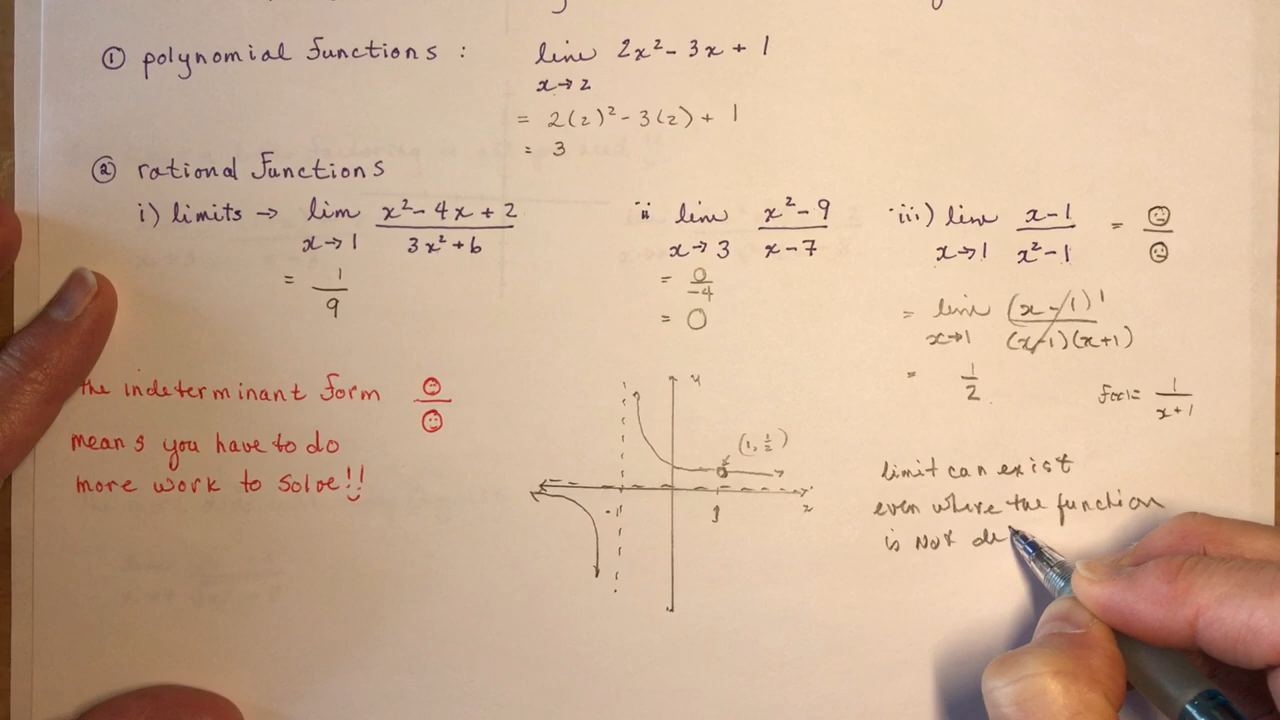 ① polynomial functions : lim 2x² - 3x + 1
x→2
= 2(2)² - 3(2) + 1
= 3
② rational functions
i) limits → lim x² - 4x + 2 / 3x² + 6
x→1
= 1/9
ii lim x² - 9 / x - 7
x→3
= 0/-4
= 0
iii) lim x - 1 / x² - 1 = ☹/☹
x→1
= lim (x - 1) 1 / (x - 1)(x + 1)
x→1
= 1/2
f(x) = 1 / x+1
the indeterminant form
means you have to do
more work to solve!!
y
(1, 1/2)
-1
1
x
limit can exist
even where the function
is not de